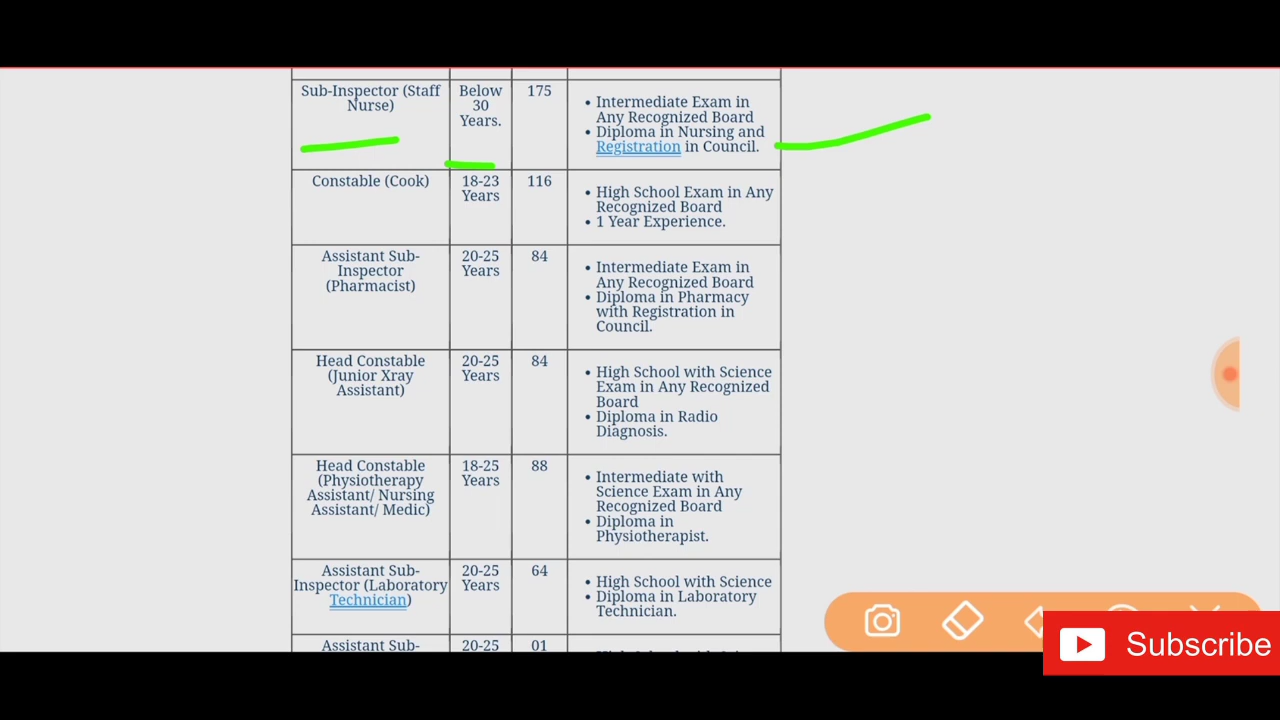 Sub-Inspector (Staff
Nurse)
Below
30
Years.
175
• Intermediate Exam in
Any Recognized Board
• Diploma in Nursing and
Registration in Council.
Constable (Cook)
18-23
Years
116
• High School Exam in Any
Recognized Board
• 1 Year Experience.
Assistant Sub-
Inspector
(Pharmacist)
20-25
Years
84
• Intermediate Exam in
Any Recognized Board
• Diploma in Pharmacy
with Registration in
Council.
Head Constable
(Junior Xray
Assistant)
20-25
Years
84
• High School with Science
Exam in Any Recognized
Board
• Diploma in Radio
Diagnosis.
Head Constable
(Physiotherapy
Assistant/ Nursing
Assistant/ Medic)
18-25
Years
88
• Intermediate with
Science Exam in Any
Recognized Board
• Diploma in
Physiotherapist.
Assistant Sub-
Inspector (Laboratory
Technician)
20-25
Years
64
• High School with Science
• Diploma in Laboratory
Technician.
Assistant Sub-
20-25
01
Subscribe